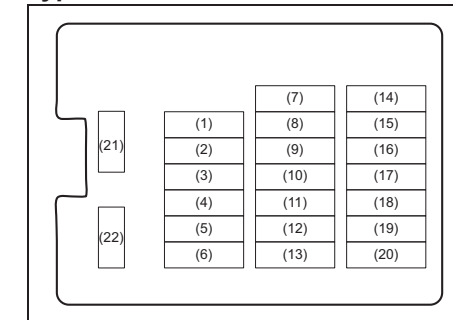 (7) (14)
(1) (8) (15)
(21) (2) (9) (16)
(3) (10) (17)
(4) (11) (18)
(22) (5) (12) (19)
(6) (13) (20)